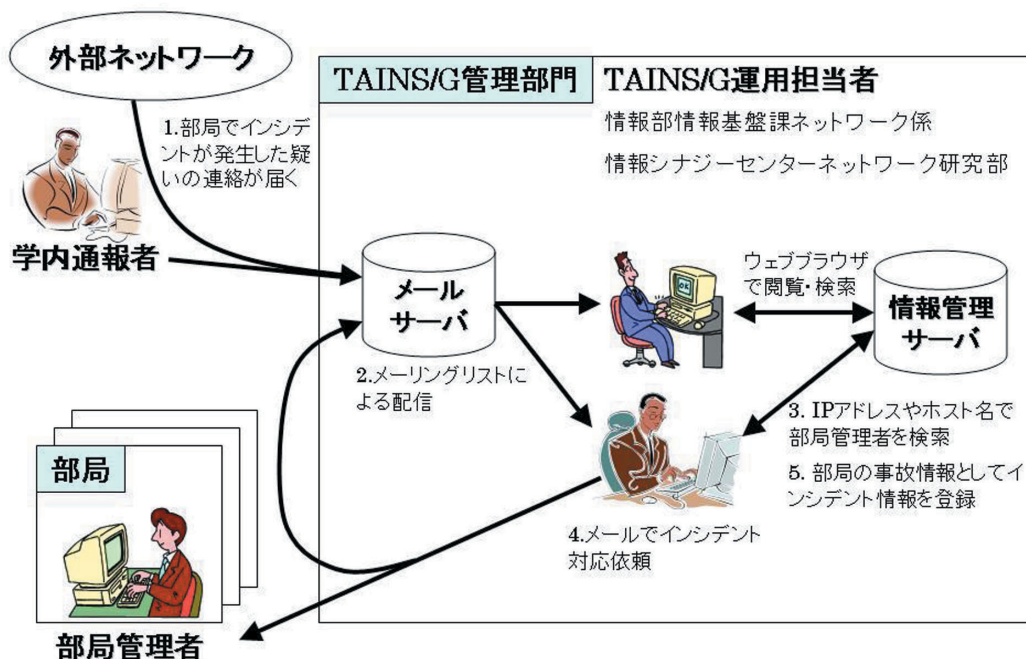 外部ネットワーク
1.部局でインシデ
ントが発生した疑
いの連絡が届く
学内通報者
TAINS/G管理部門
TAINS/G運用担当者
情報部情報基盤課ネットワーク係
情報シナジーセンターネットワーク研究部
メール
サーバ
2.メーリングリストに
よる配信
ウェブブラウザ
で閲覧・検索
情報管理
サーバ
3. IPアドレスやホスト名で
部局管理者を検索
5. 部局の事故情報としてイ
ンシデント情報を登録
4.メールでインシデント
対応依頼
部局
部局管理者